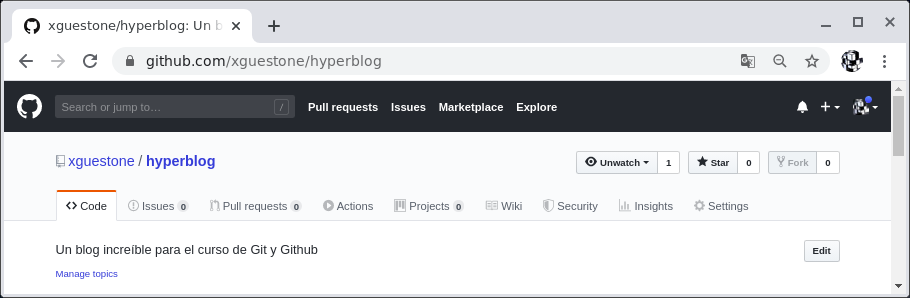 xguestone/hyperblog: Un b
github.com/xguestone/hyperblog
Search or jump to… / Pull requests Issues Marketplace Explore
xguestone / hyperblog Unwatch 1 Star 0 Fork 0
Code Issues 0 Pull requests 0 Actions Projects 0 Wiki Security Insights Settings
Un blog increíble para el curso de Git y Github Edit
Manage topics